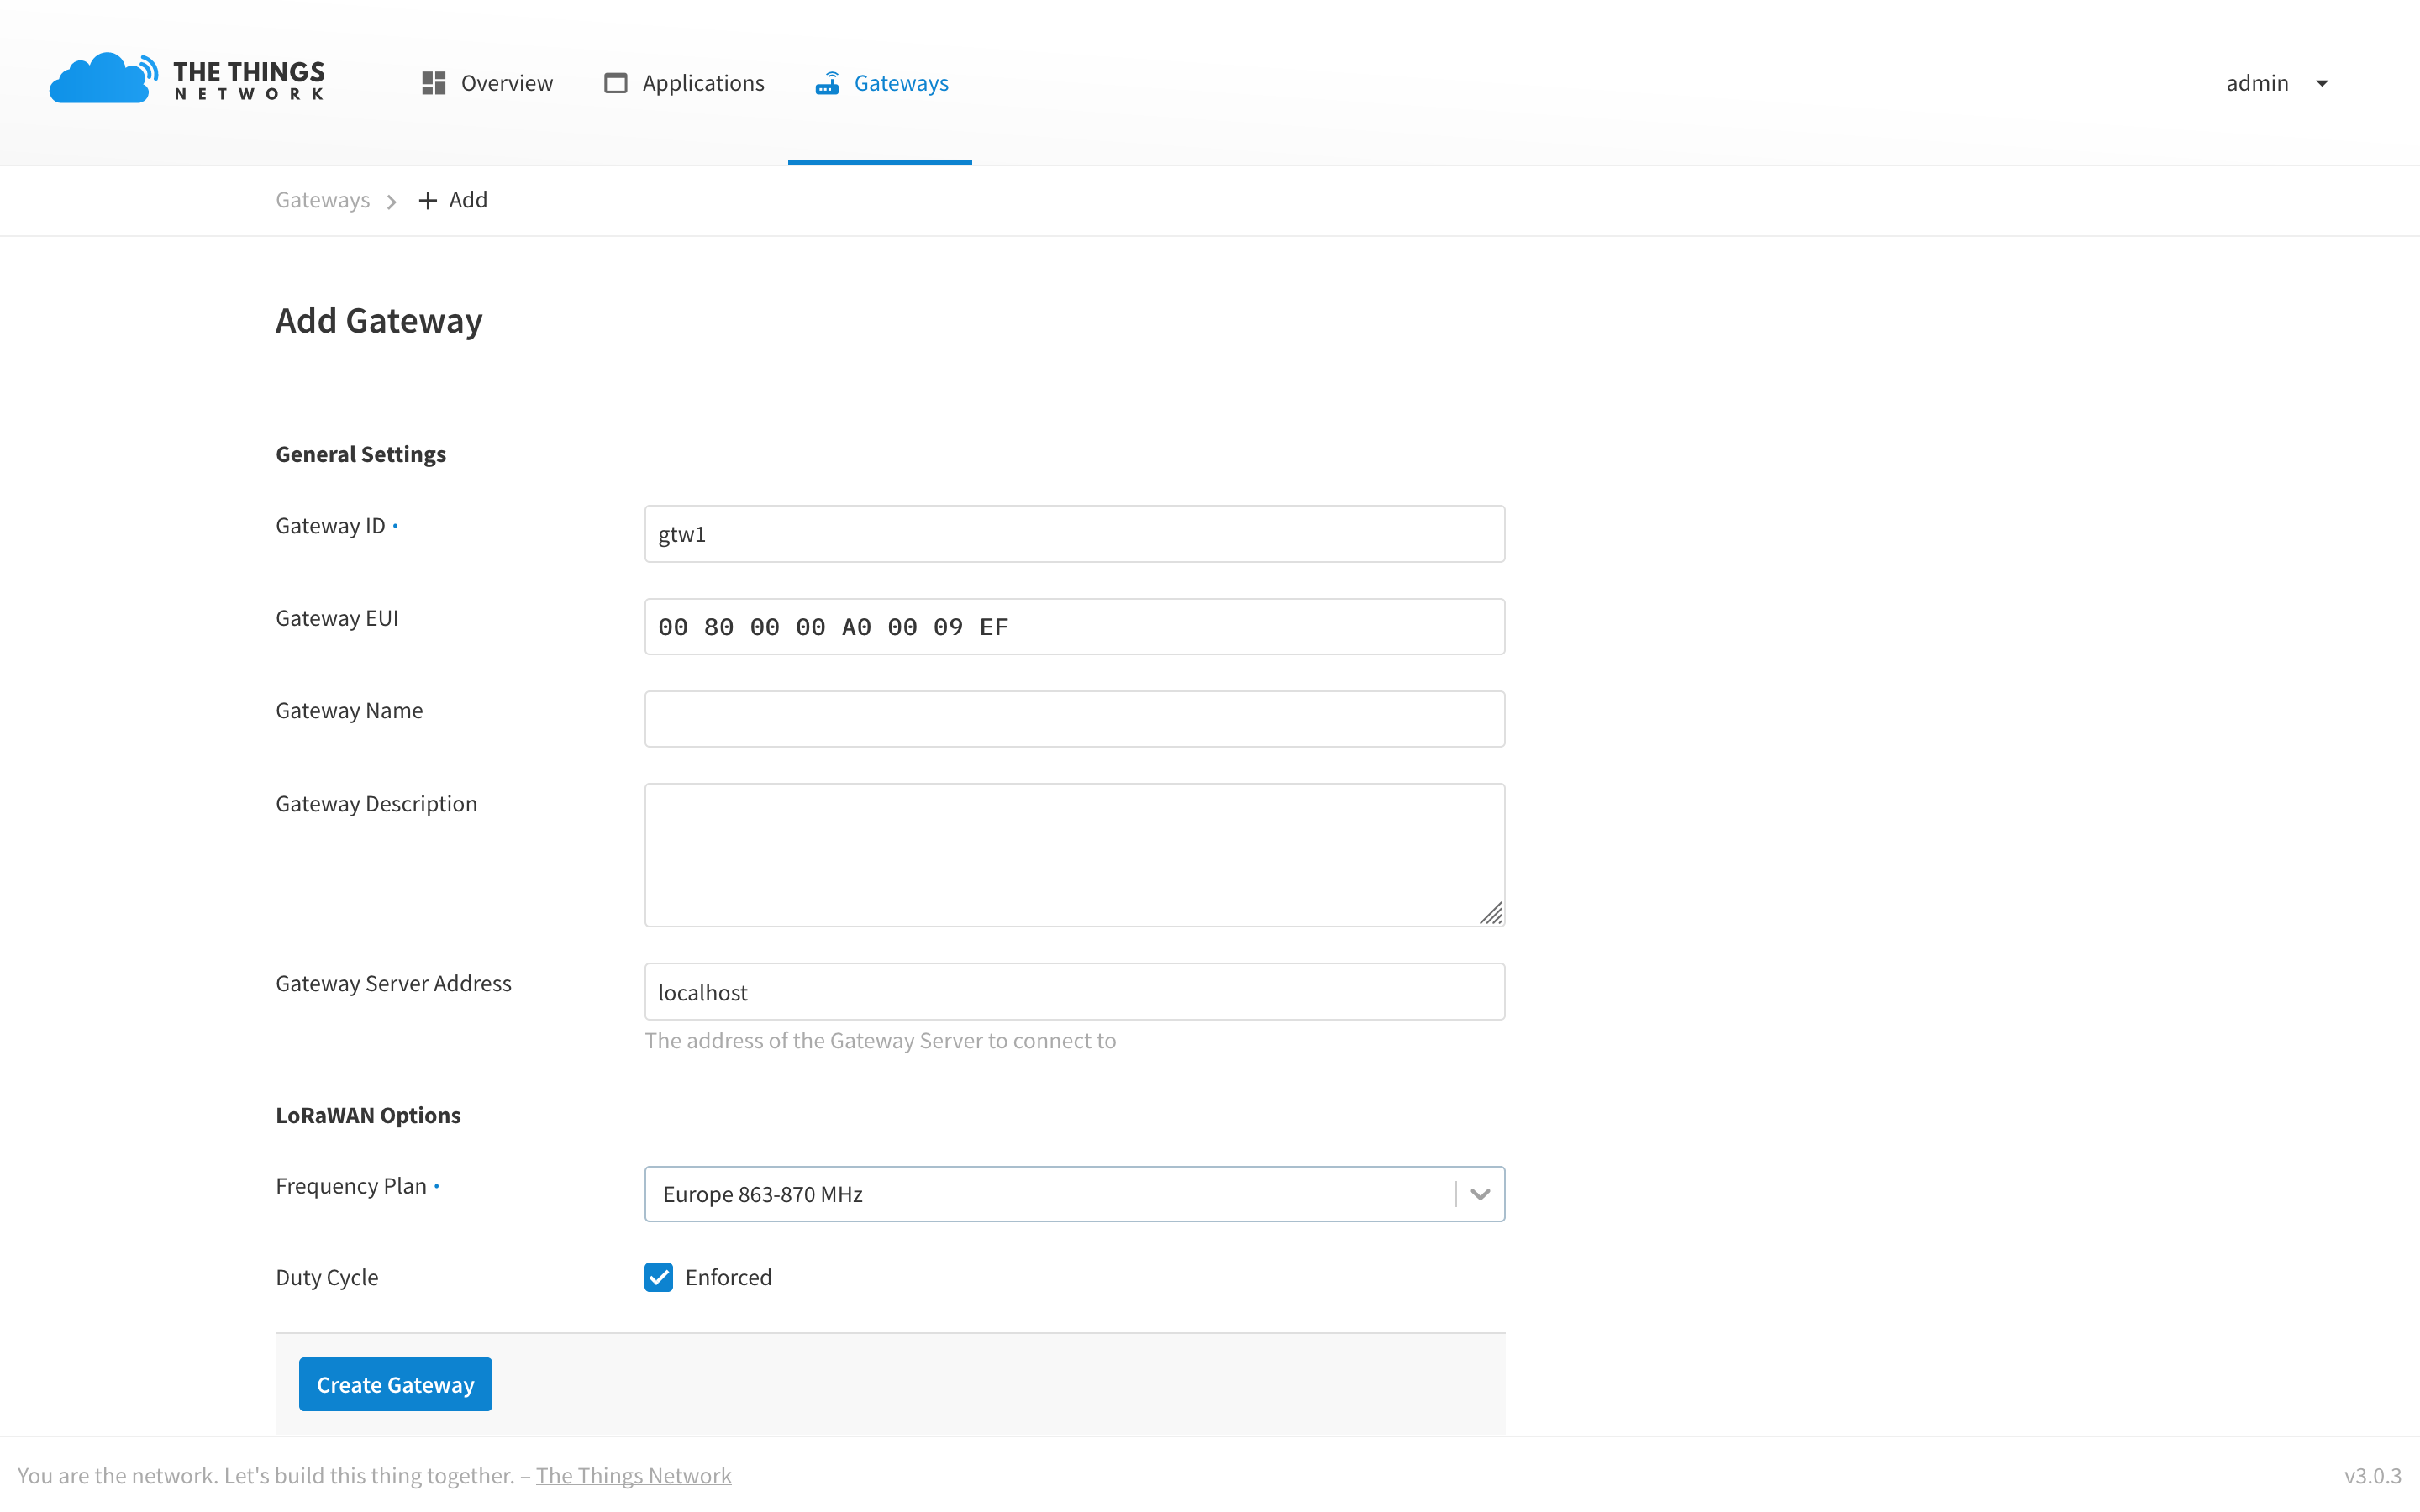 THE THINGS
NETWORK
Overview
Applications
Gateways
admin
Gateways
Add
Add Gateway
General Settings
Gateway ID
gtw1
Gateway EUI
00 80 00 00 A0 00 09 EF
Gateway Name
Gateway Description
Gateway Server Address
localhost
The address of the Gateway Server to connect to
LoRaWAN Options
Frequency Plan
Europe 863-870 MHz
Duty Cycle
Enforced
Create Gateway
You are the network. Let's build this thing together. – The Things Network
v3.0.3